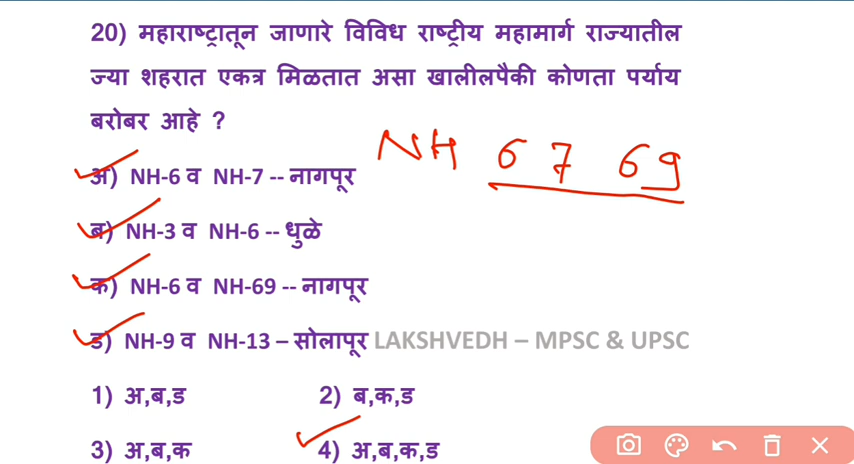 20) महाराष्ट्रातून जाणारे विविध राष्ट्रीय महामार्ग राज्यातील
ज्या शहरात एकत्र मिळतात असा खालीलपैकी कोणता पर्याय
बरोबर आहे ?
NH 6 7 69
अ) NH-6 व NH-7 -- नागपूर
ब) NH-3 व NH-6 -- धुळे
क) NH-6 व NH-69 -- नागपूर
ड) NH-9 व NH-13 – सोलापूर LAKSHVEDH – MPSC & UPSC
1) अ,ब,ड 2) ब,क,ड
3) अ,ब,क 4) अ,ब,क,ड